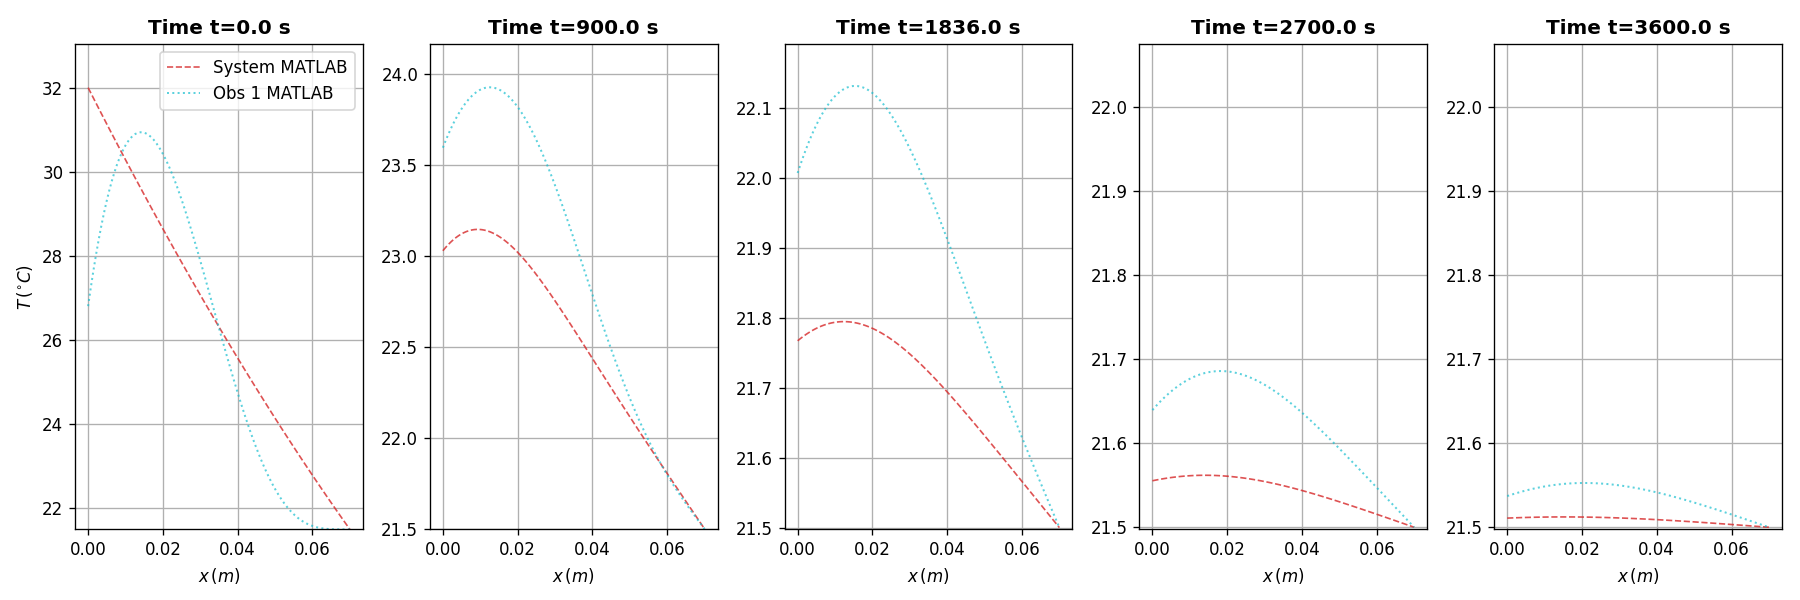 Time t=0.0 s
Time t=900.0 s
Time t=1836.0 s
Time t=2700.0 s
Time t=3600.0 s
System MATLAB
Obs 1 MATLAB
T (°C)
32
30
28
26
24
22
0.00 0.02 0.04 0.06
x (m)
24.0
23.5
23.0
22.5
22.0
21.5
0.00 0.02 0.04 0.06
x (m)
22.1
22.0
21.9
21.8
21.7
21.6
21.5
0.00 0.02 0.04 0.06
x (m)
22.0
21.9
21.8
21.7
21.6
21.5
0.00 0.02 0.04 0.06
x (m)
22.0
21.9
21.8
21.7
21.6
21.5
0.00 0.02 0.04 0.06
x (m)